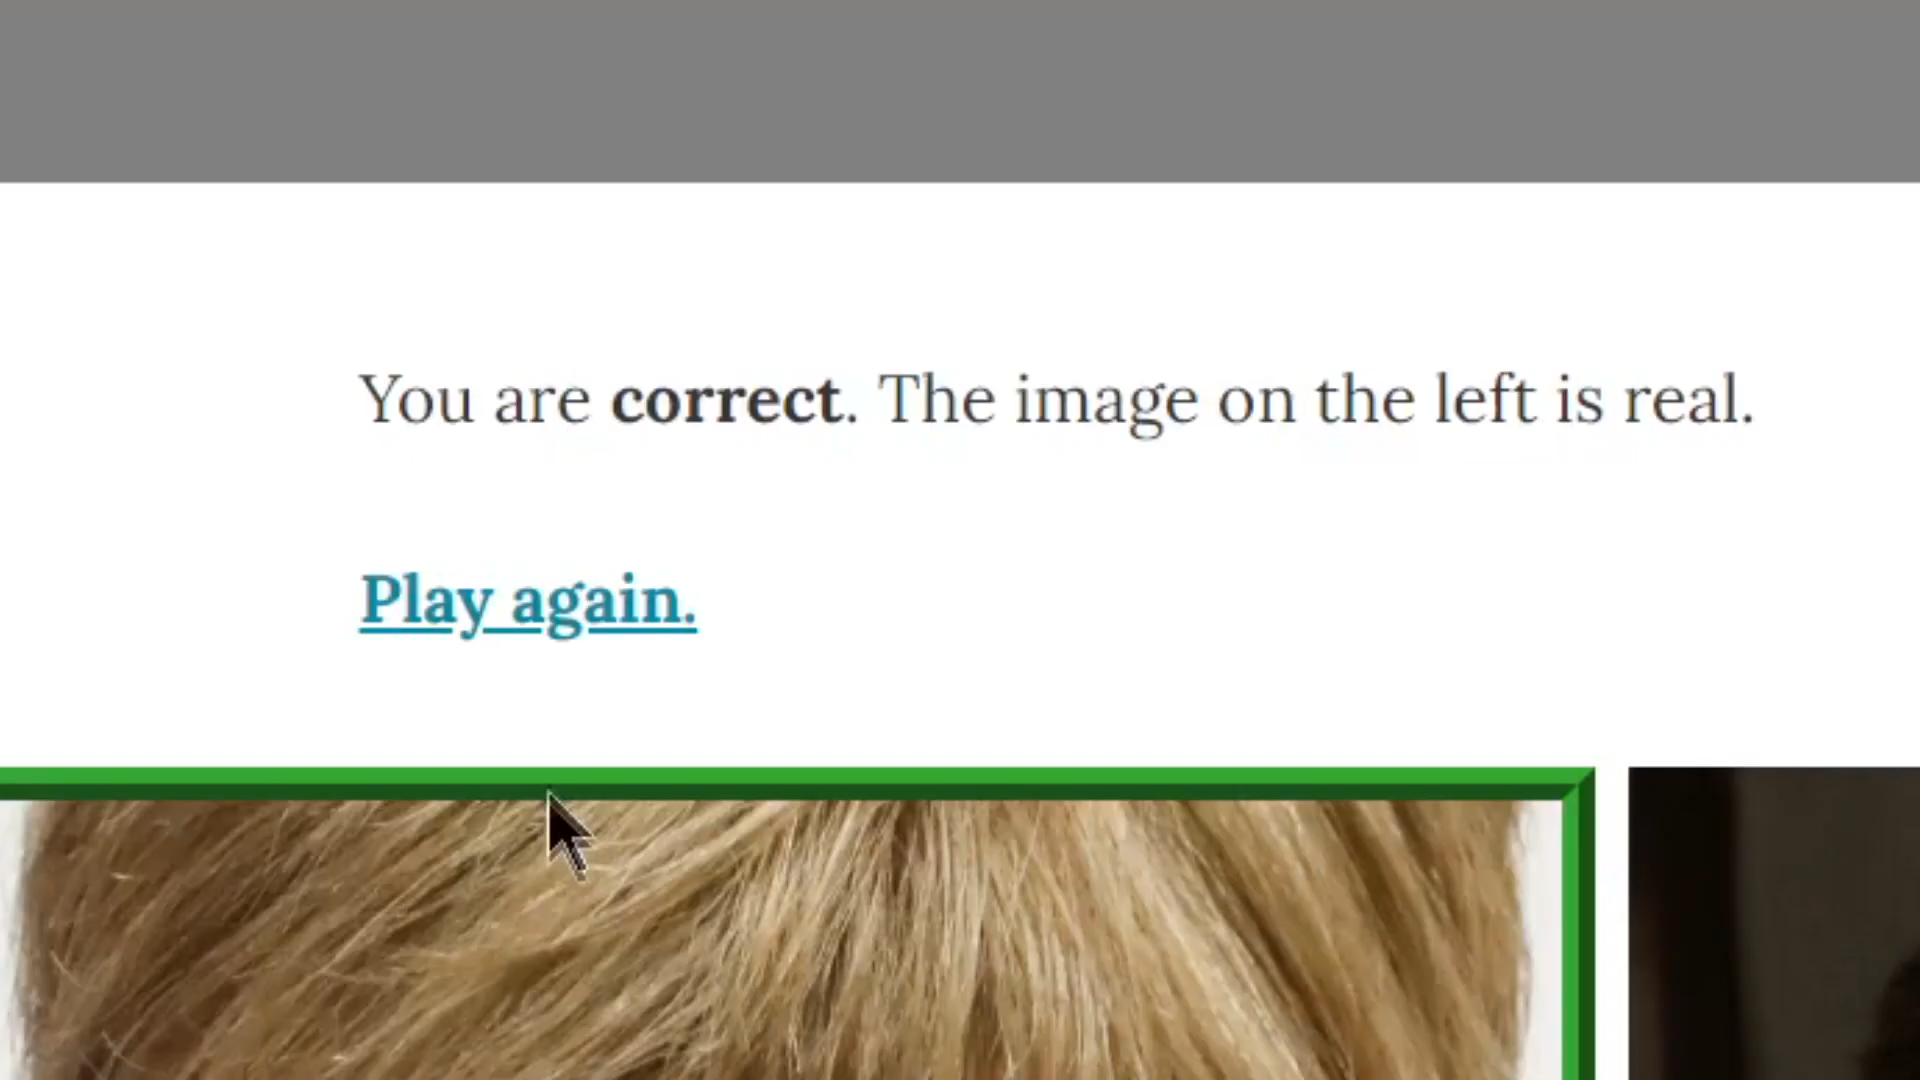 You are correct. The image on the left is real.
Play again.